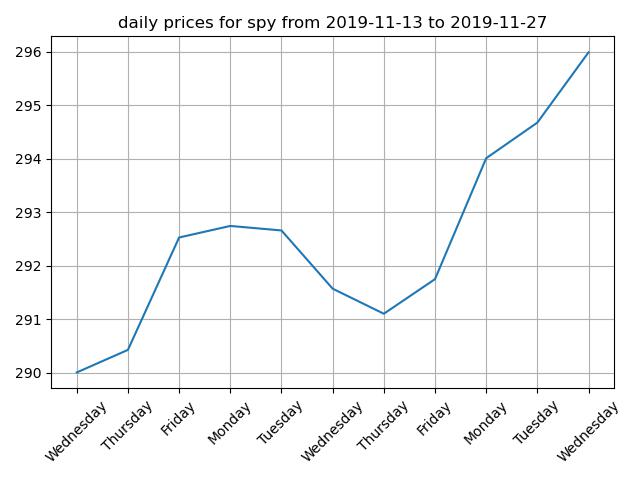 daily prices for spy from 2019-11-13 to 2019-11-27
296
295
294
293
292
291
290
Wednesday
Thursday
Friday
Monday
Tuesday
Wednesday
Thursday
Friday
Monday
Tuesday
Wednesday